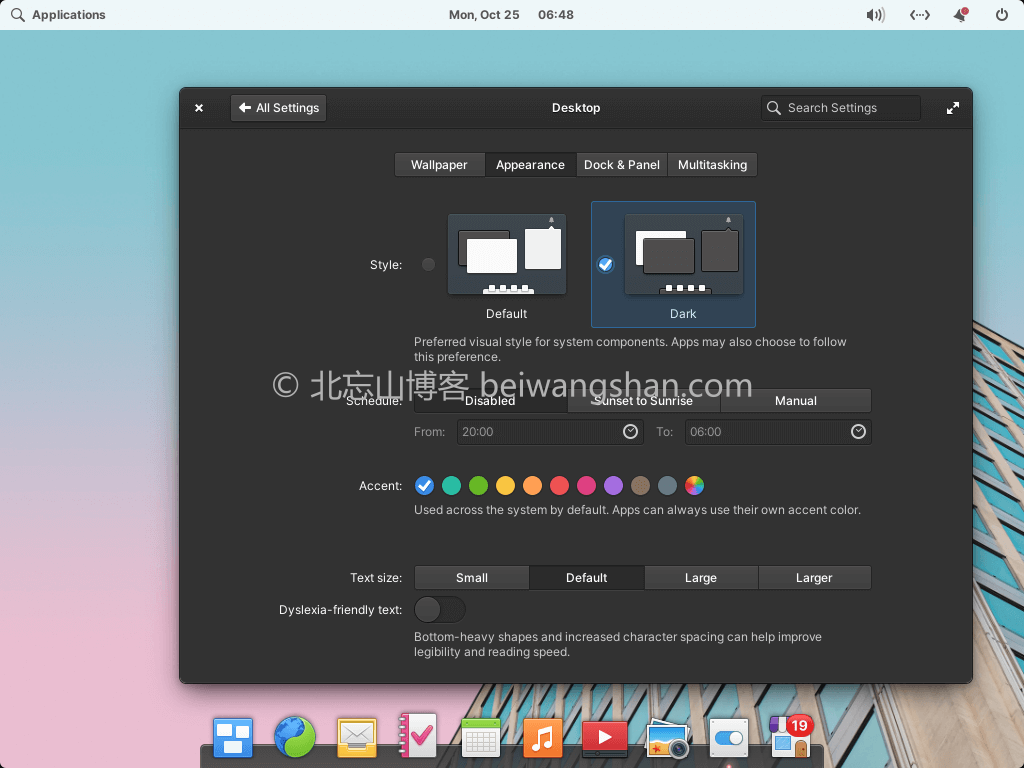 Applications
Mon, Oct 25 06:48
All Settings
Desktop
Search Settings
Wallpaper Appearance Dock & Panel Multitasking
Style:
Default Dark
Preferred visual style for system components. Apps may also choose to follow
this preference.
© 北忘山博客 beiwangshan.com
Schedule: Disabled Sunset to Sunrise Manual
From: 20:00 To: 06:00
Accent:
Used across the system by default. Apps can always use their own accent color.
Text size: Small Default Large Larger
Dyslexia-friendly text:
Bottom-heavy shapes and increased character spacing can help improve
legibility and reading speed.
19